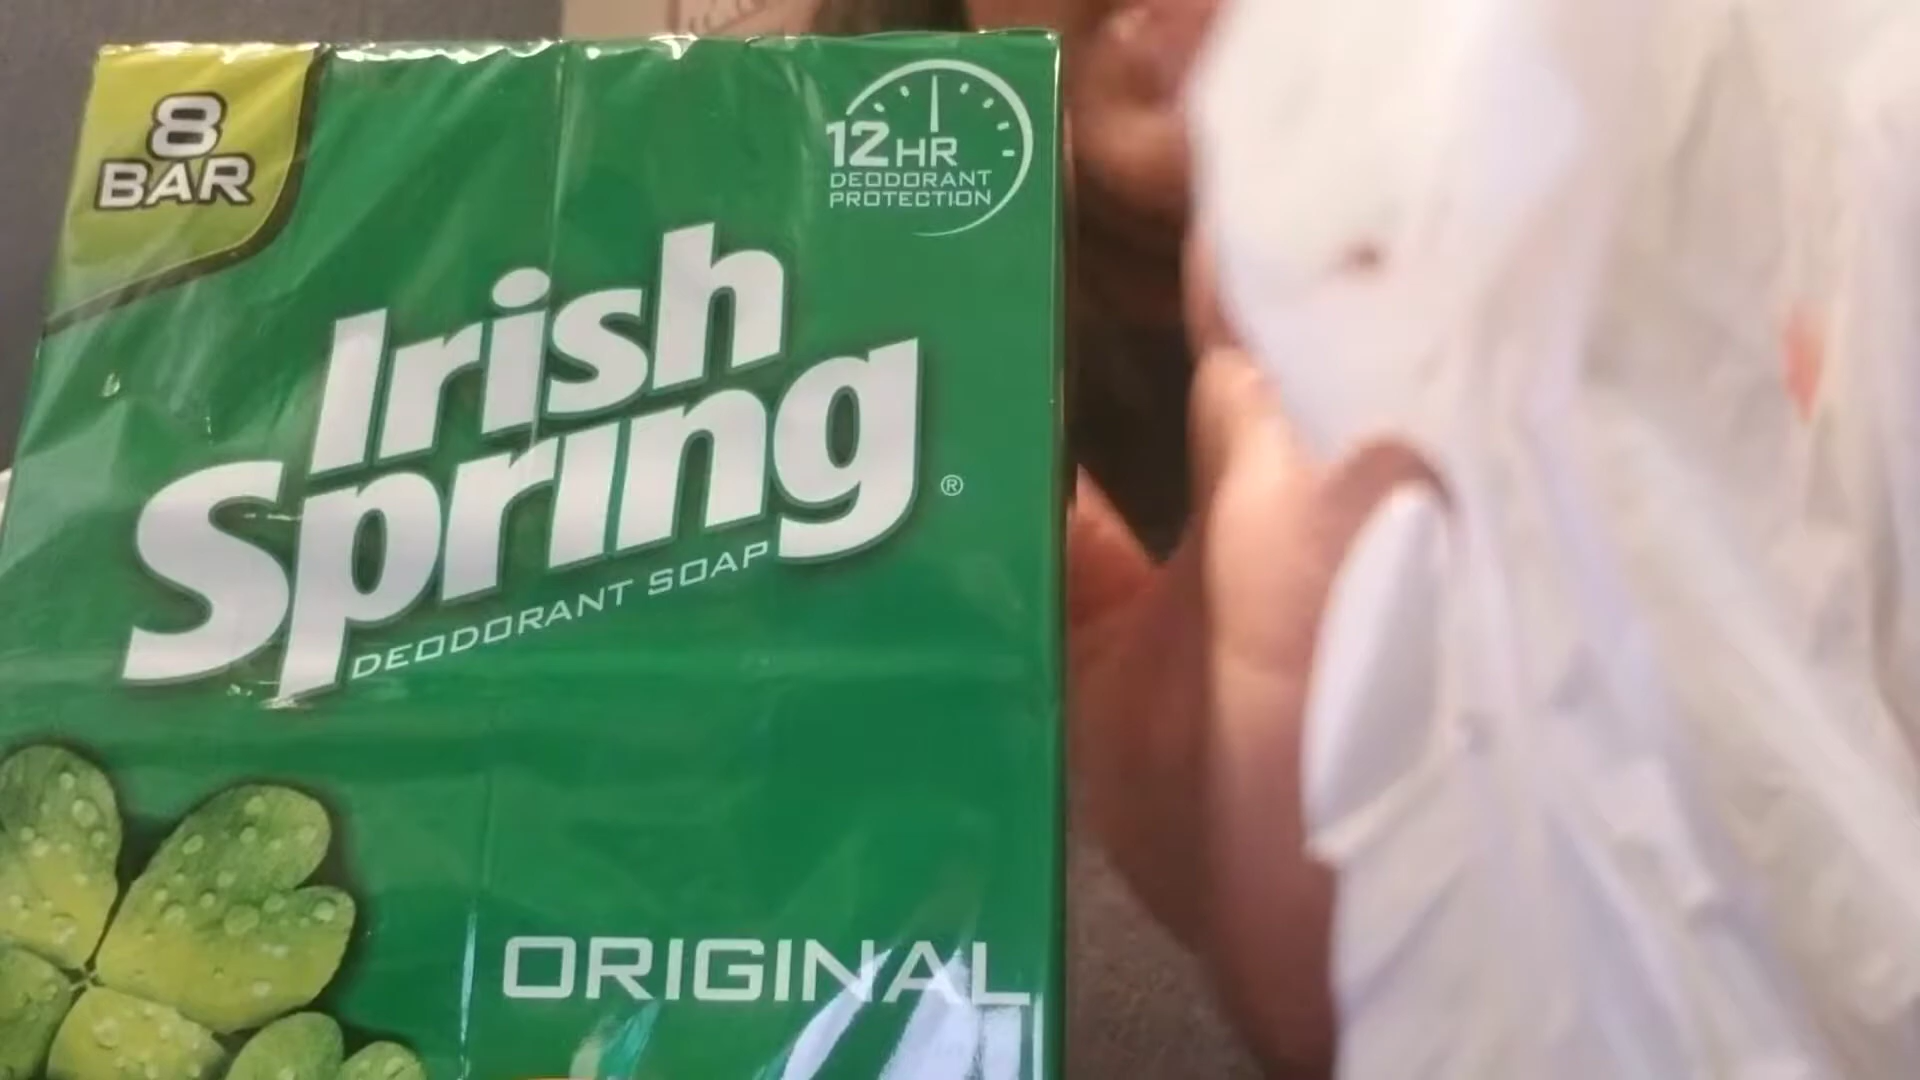 8
BAR
12HR
DEODORANT
PROTECTION
Irish
Spring®
DEODORANT SOAP
ORIGINAL